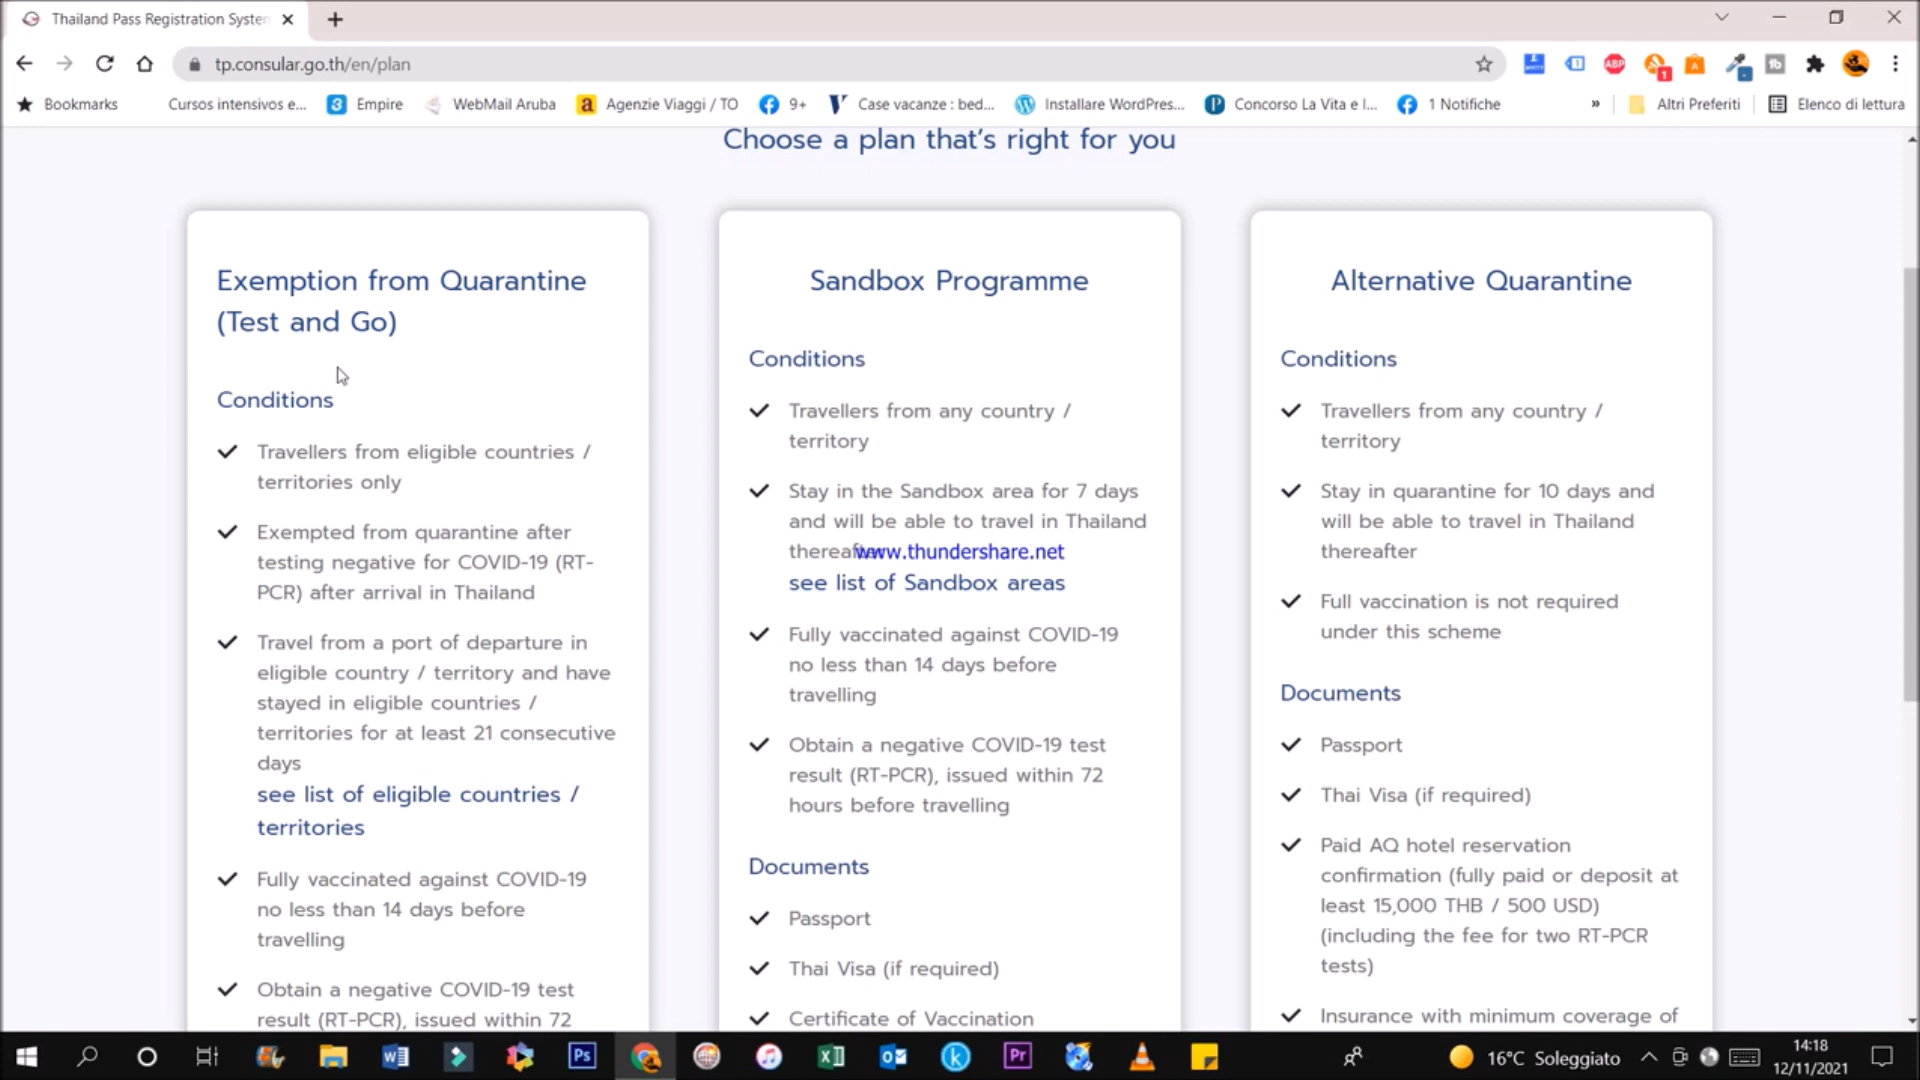 Thailand Pass Registration System
tp.consular.go.th/en/plan
Bookmarks
Cursos intensivos e...
Empire
WebMail Aruba
Agenzie Viaggi / TO
9+
Case vacanze : bed...
Installare WordPres...
Concorso La Vita e l...
1 Notifiche
»
Altri Preferiti
Elenco di lettura
Choose a plan that's right for you
Exemption from Quarantine
(Test and Go)
Conditions
Travellers from eligible countries /
territories only
Exempted from quarantine after
testing negative for COVID-19 (RT-
PCR) after arrival in Thailand
Travel from a port of departure in
eligible country / territory and have
stayed in eligible countries /
territories for at least 21 consecutive
days
see list of eligible countries /
territories
Fully vaccinated against COVID-19
no less than 14 days before
travelling
Obtain a negative COVID-19 test
result (RT-PCR), issued within 72
Sandbox Programme
Conditions
Travellers from any country /
territory
Stay in the Sandbox area for 7 days
and will be able to travel in Thailand
thereafter
www.thundershare.net
see list of Sandbox areas
Fully vaccinated against COVID-19
no less than 14 days before
travelling
Obtain a negative COVID-19 test
result (RT-PCR), issued within 72
hours before travelling
Documents
Passport
Thai Visa (if required)
Certificate of Vaccination
Alternative Quarantine
Conditions
Travellers from any country /
territory
Stay in quarantine for 10 days and
will be able to travel in Thailand
thereafter
Full vaccination is not required
under this scheme
Documents
Passport
Thai Visa (if required)
Paid AQ hotel reservation
confirmation (fully paid or deposit at
least 15,000 THB / 500 USD)
(including the fee for two RT-PCR
tests)
Insurance with minimum coverage of
16°C Soleggiato
14:18
12/11/2021